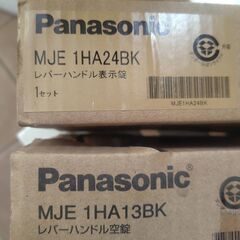 Panasonic
MJE 1HA24BK
レバーハンドル表示錠
1セット
MJE1HA24BK
Panasonic
MJE 1HA13BK
レバーハンドル空錠